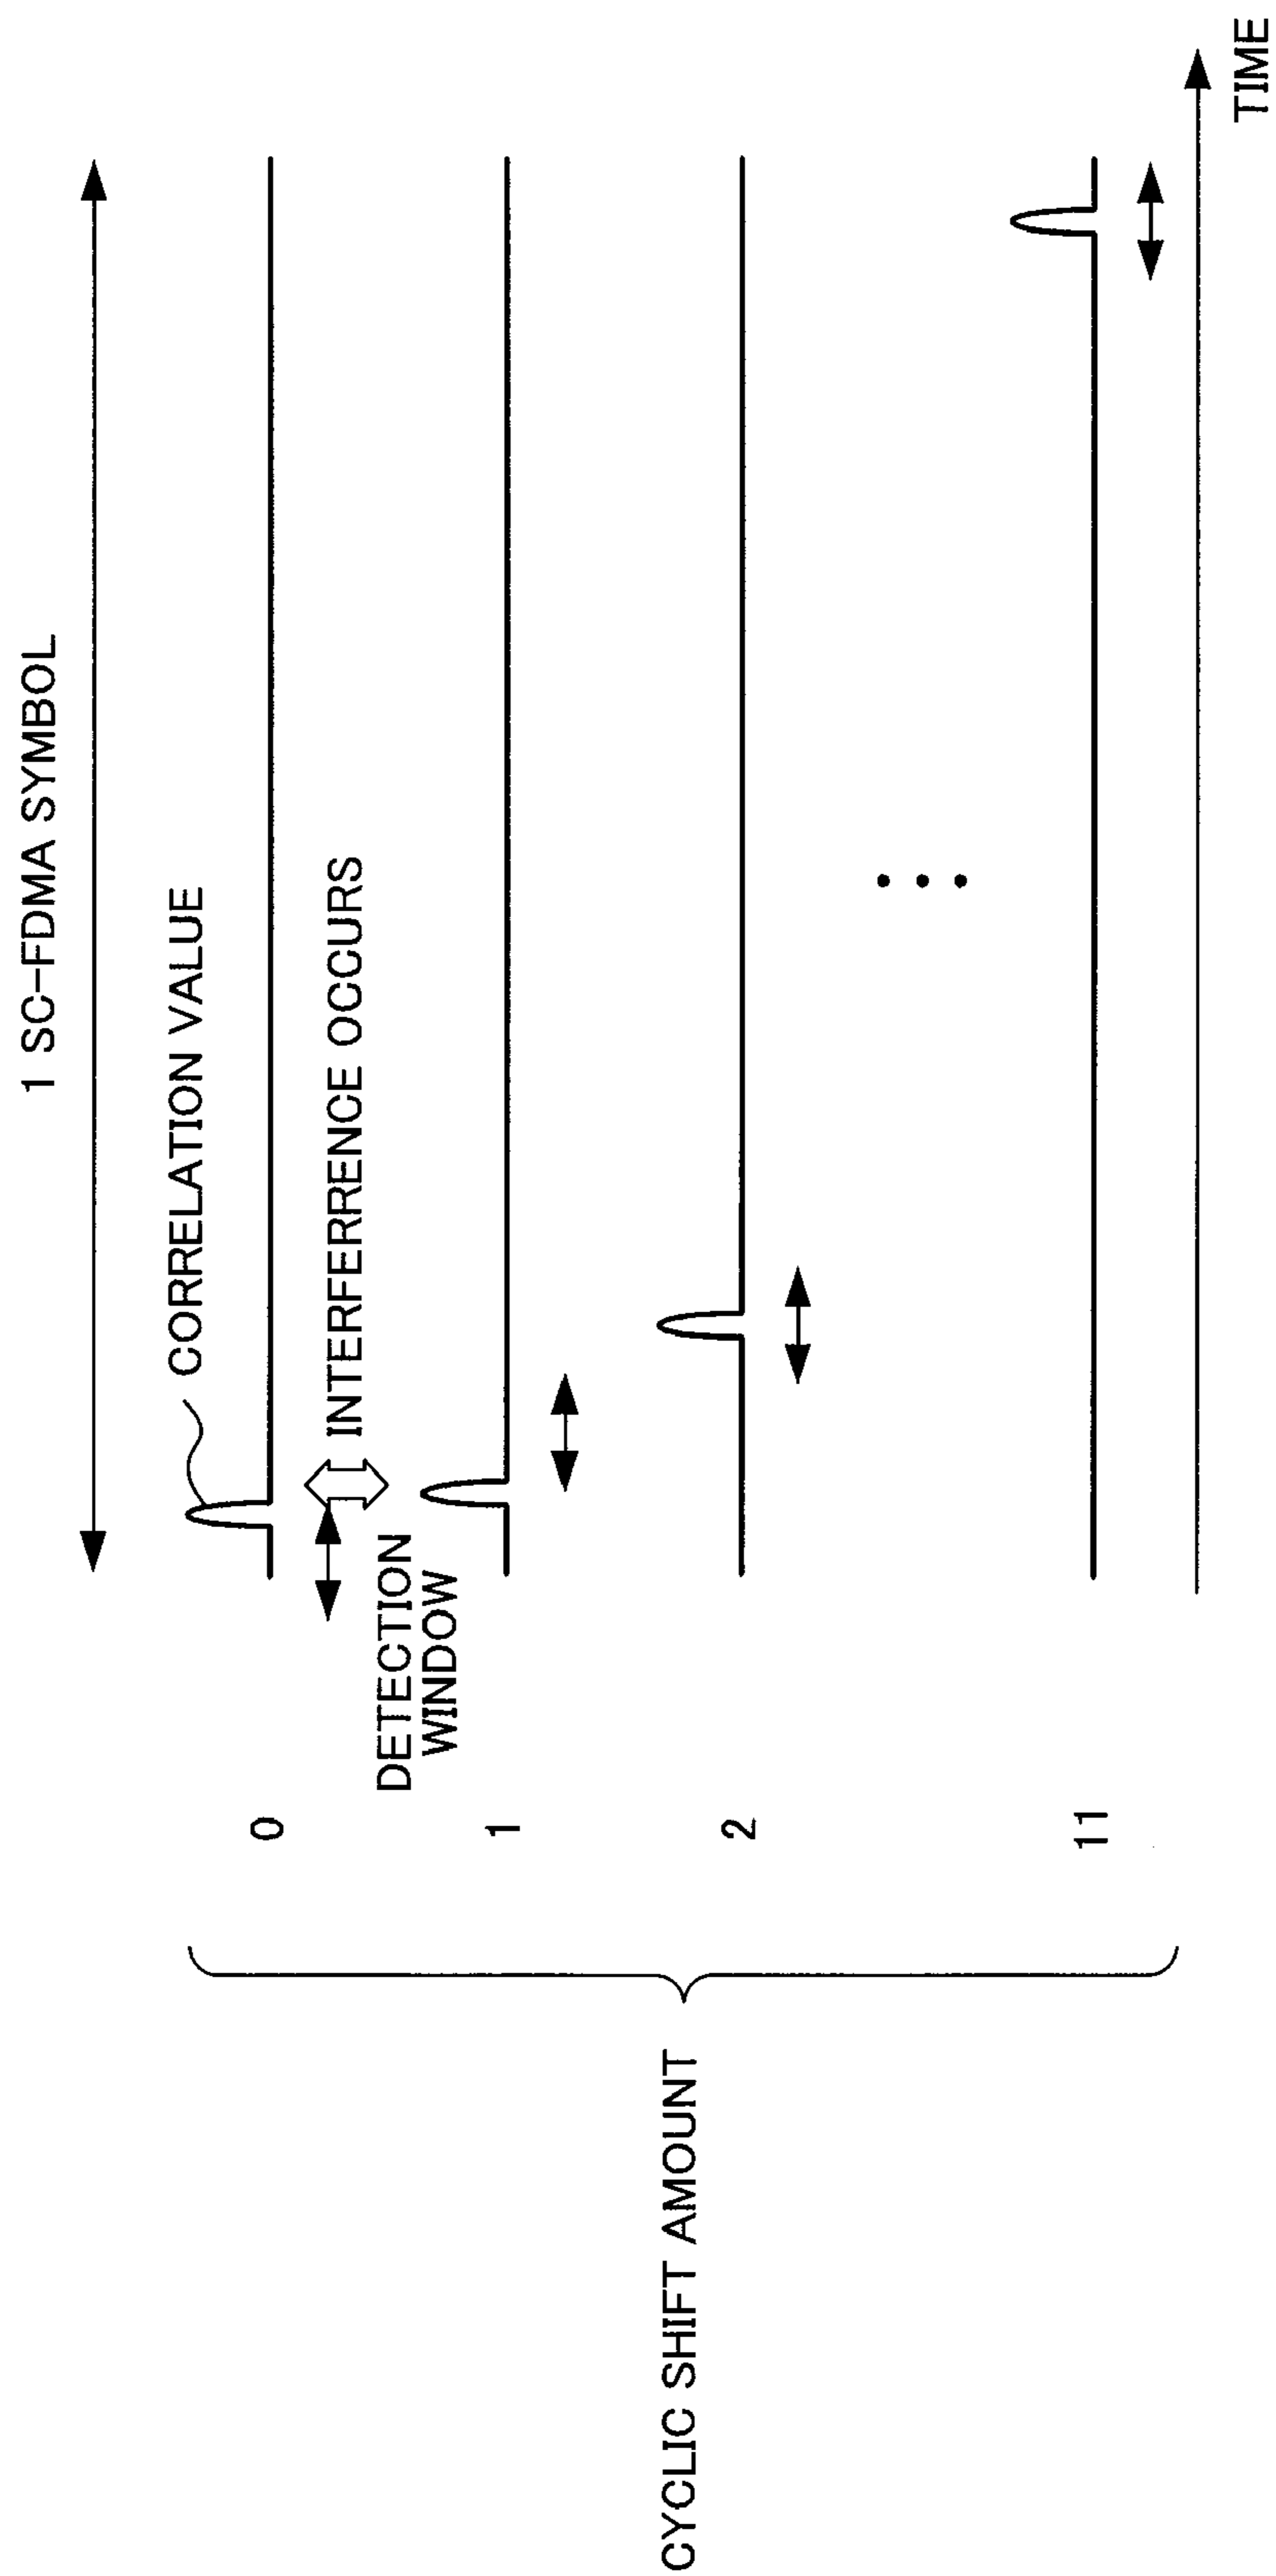 1 SC-FDMA SYMBOL
CORRELATION VALUE
INTERFERRENCE OCCURS
DETECTION
WINDOW
0
1
2
11
CYCLIC SHIFT AMOUNT
TIME